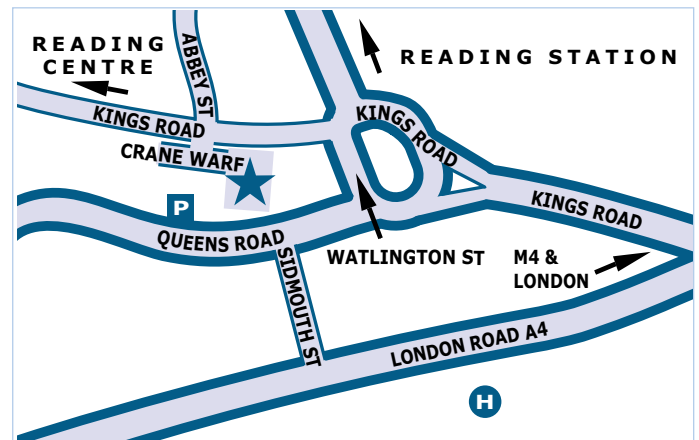 READING
CENTRE
ABBEY ST
READING STATION
KINGS ROAD
KINGS ROAD
CRANE WARF
KINGS ROAD
P
QUEENS ROAD
WATLINGTON ST
M4 &
LONDON
SIDMOUTH ST
LONDON ROAD A4
H